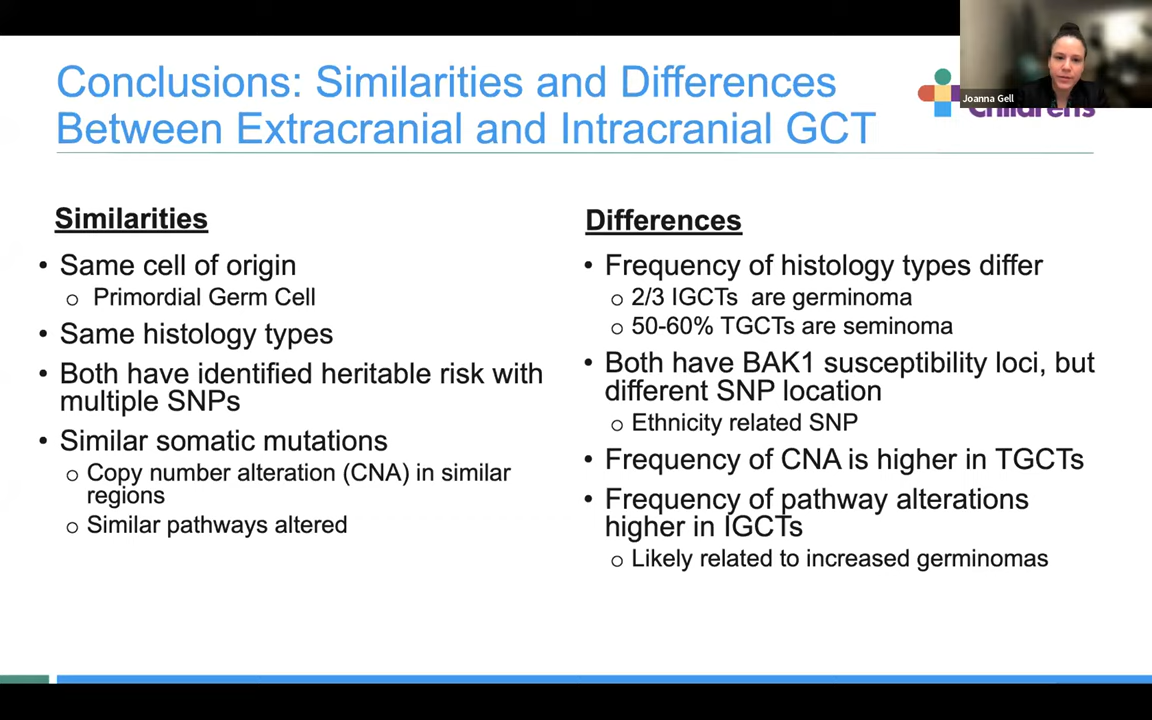 Conclusions: Similarities and Differences
Between Extracranial and Intracranial GCT
Joanna Gell
Childrens
Similarities
• Same cell of origin
o Primordial Germ Cell
• Same histology types
• Both have identified heritable risk with
multiple SNPs
• Similar somatic mutations
o Copy number alteration (CNA) in similar
regions
o Similar pathways altered
Differences
• Frequency of histology types differ
o 2/3 IGCTs are germinoma
o 50-60% TGCTs are seminoma
• Both have BAK1 susceptibility loci, but
different SNP location
o Ethnicity related SNP
• Frequency of CNA is higher in TGCTs
• Frequency of pathway alterations
higher in IGCTs
o Likely related to increased germinomas